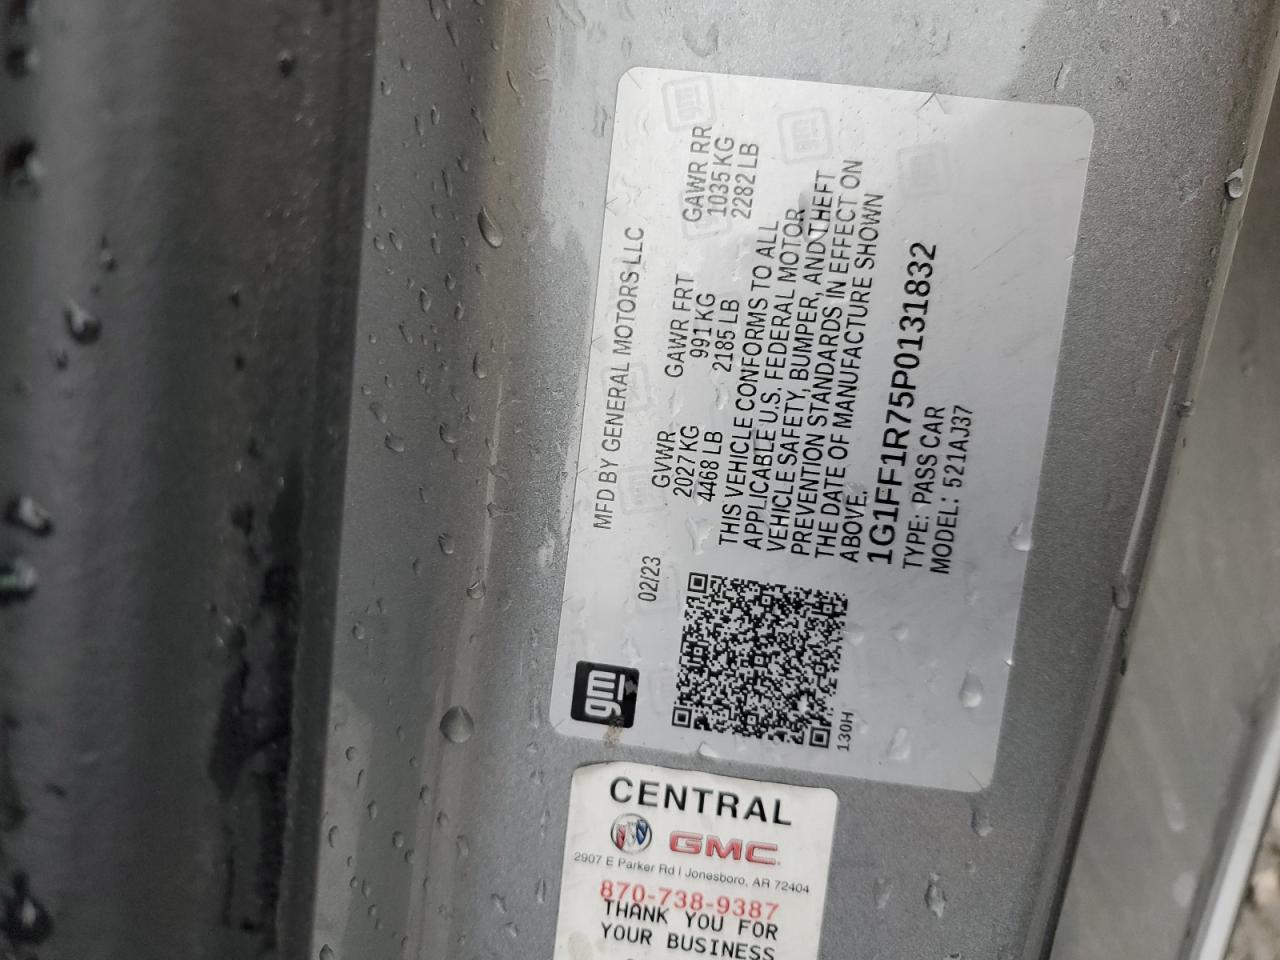 gm
MFD BY GENERAL MOTORS LLC
02/23
GVWR GAWR FRT GAWR RR
2027 KG 991 KG 1035 KG
4468 LB 2185 LB 2282 LB
THIS VEHICLE CONFORMS TO ALL
APPLICABLE U.S. FEDERAL MOTOR
VEHICLE SAFETY, BUMPER, AND THEFT
PREVENTION STANDARDS IN EFFECT ON
THE DATE OF MANUFACTURE SHOWN
ABOVE.
1G1FF1R75P0131832
TYPE: PASS CAR
MODEL: 521AJ37
130H
CENTRAL
GMC
2907 E Parker Rd | Jonesboro, AR 72404
870-738-9387
THANK YOU FOR
YOUR BUSINESS